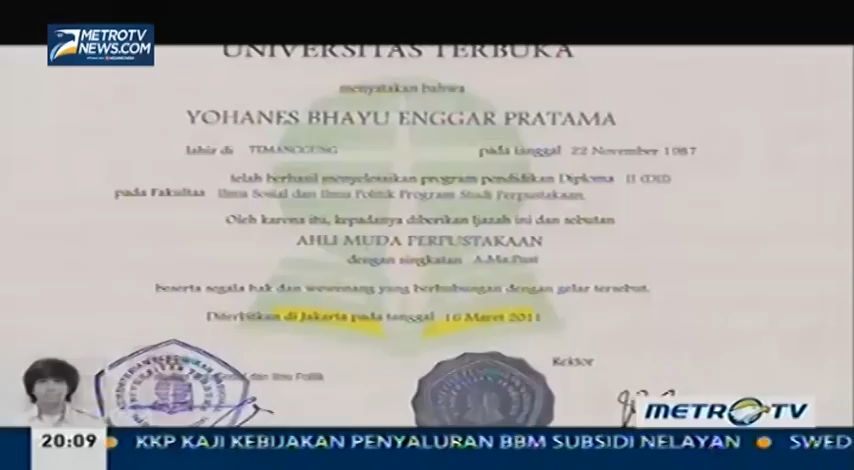 METROTV
NEWS.COM
UNIVERSITAS TERBUKA
menyatakan bahwa
YOHANES BHAYU ENGGAR PRATAMA
lahir di TEMANGGUNG pada tanggal 22 November 1987
telah berhasil menyelesaikan program pendidikan Diploma II (DII)
pada Fakultas Ilmu Sosial dan Ilmu Politik Program Studi Perpustakaan.
Oleh karena itu, kepadanya diberikan ijazah ini dan sebutan
AHLI MUDA PERPUSTAKAAN
dengan singkatan A.Ma.Pust
beserta segala hak dan wewenang yang berhubungan dengan gelar tersebut.
Diterbitkan di Jakarta pada tanggal 16 Maret 2011
Rektor
Sosial dan Ilmu Politik
METRO TV
20:09 KKP KAJI KEBIJAKAN PENYALURAN BBM SUBSIDI NELAYAN SWED